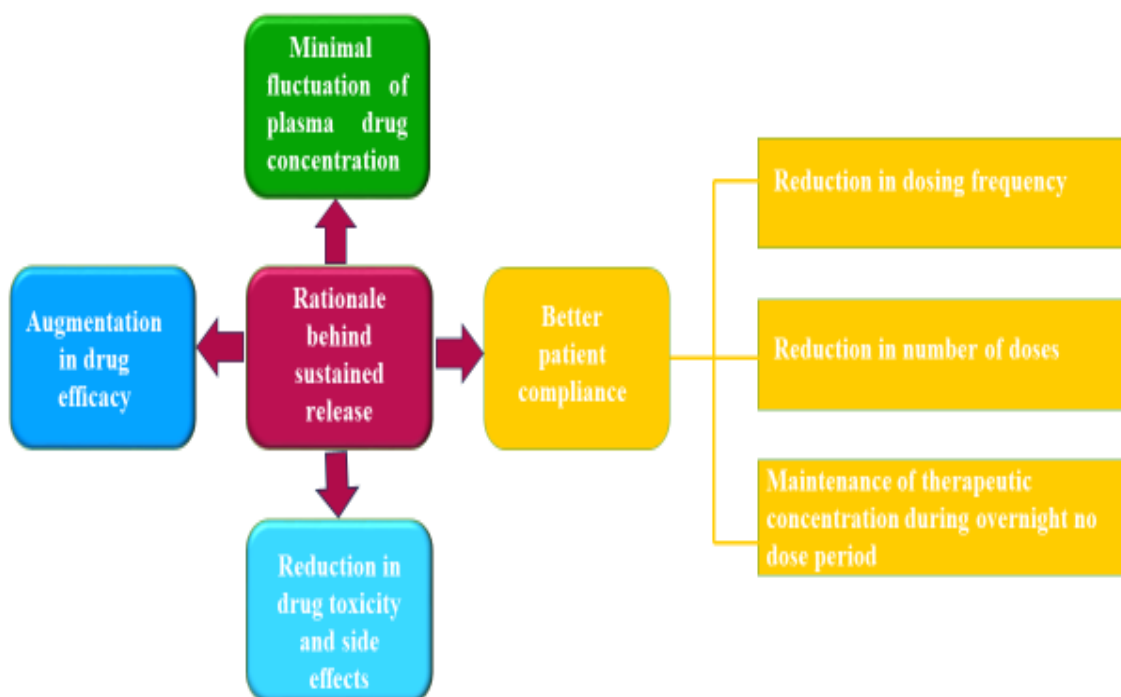 Minimal
fluctuation of
plasma drug
concentration
Augmentation
in drug
efficacy
Rationale
behind
sustained
release
Better
patient
compliance
Reduction in
drug toxicity
and side
effects
Reduction in dosing frequency
Reduction in number of doses
Maintenance of therapeutic
concentration during overnight no
dose period